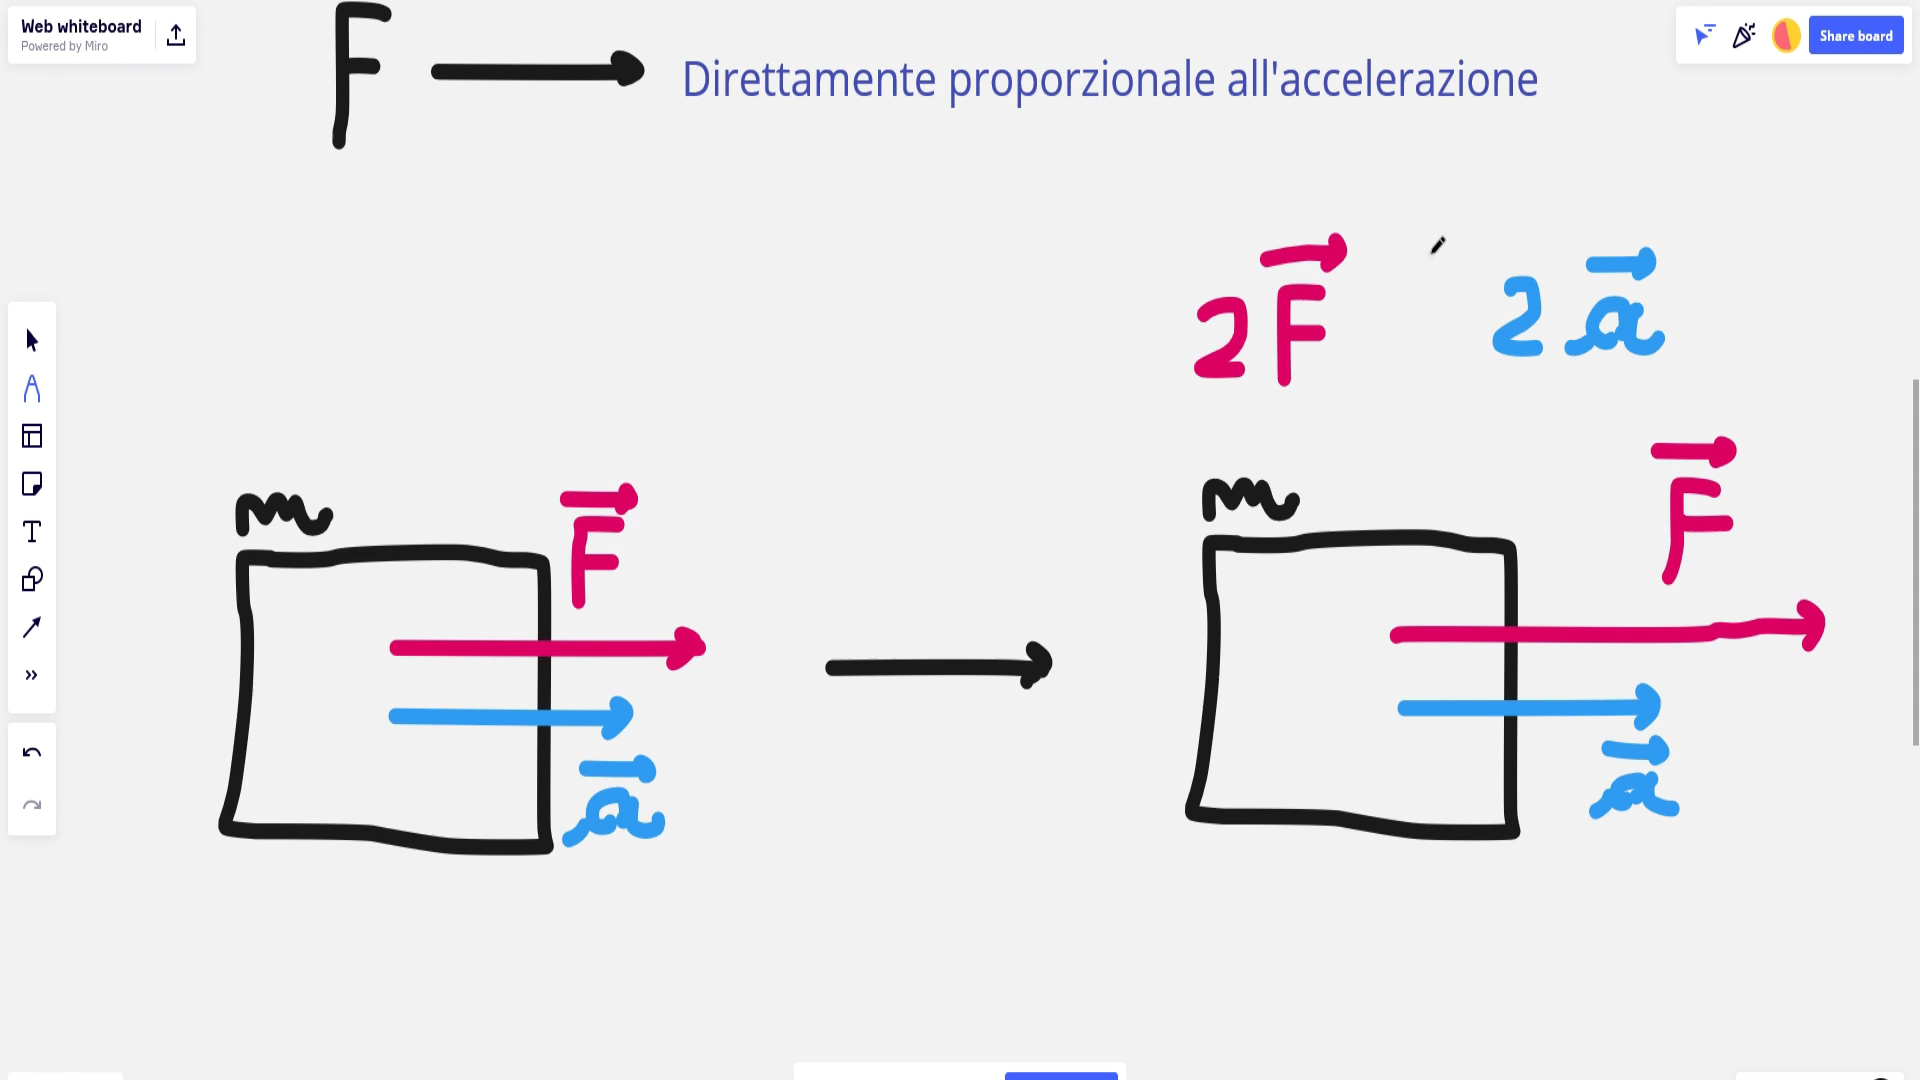 Web whiteboard
Powered by Miro
Share board
F
Direttamente proporzionale all'accelerazione
2F 2a
m F
a
m F
a